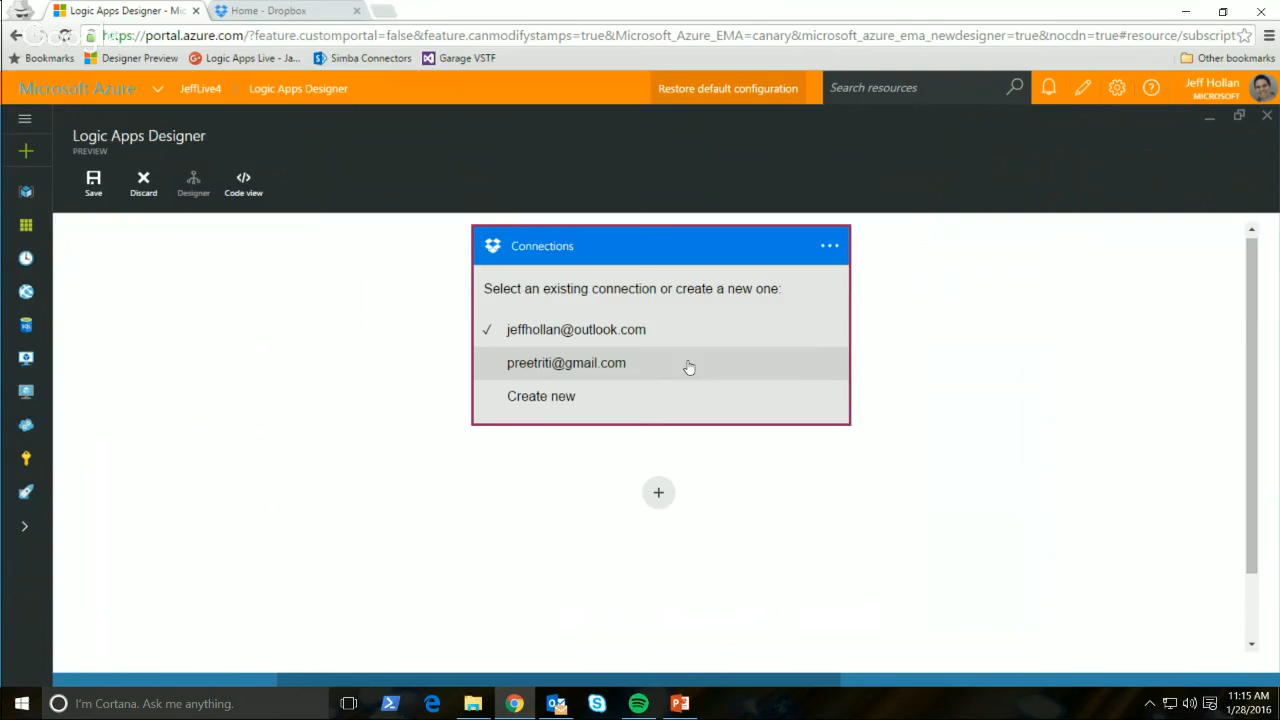 Logic Apps Designer - Mic
Home - Dropbox
https://portal.azure.com/?feature.customportal=false&feature.canmodifystamps=true&Microsoft_Azure_EMA=canary&microsoft_azure_ema_newdesigner=true&nocdn=true#resource/subscript
Bookmarks
Designer Preview
Logic Apps Live - Ja...
Simba Connectors
Garage VSTF
Other bookmarks
Microsoft Azure
JeffLive4
Logic Apps Designer
Restore default configuration
Search resources
Jeff Hollan
MICROSOFT
Logic Apps Designer
PREVIEW
Save
Discard
Designer
Code view
Connections
Select an existing connection or create a new one:
✓ jeffhollan@outlook.com
preetriti@gmail.com
Create new
I'm Cortana. Ask me anything.
11:15 AM
1/28/2016